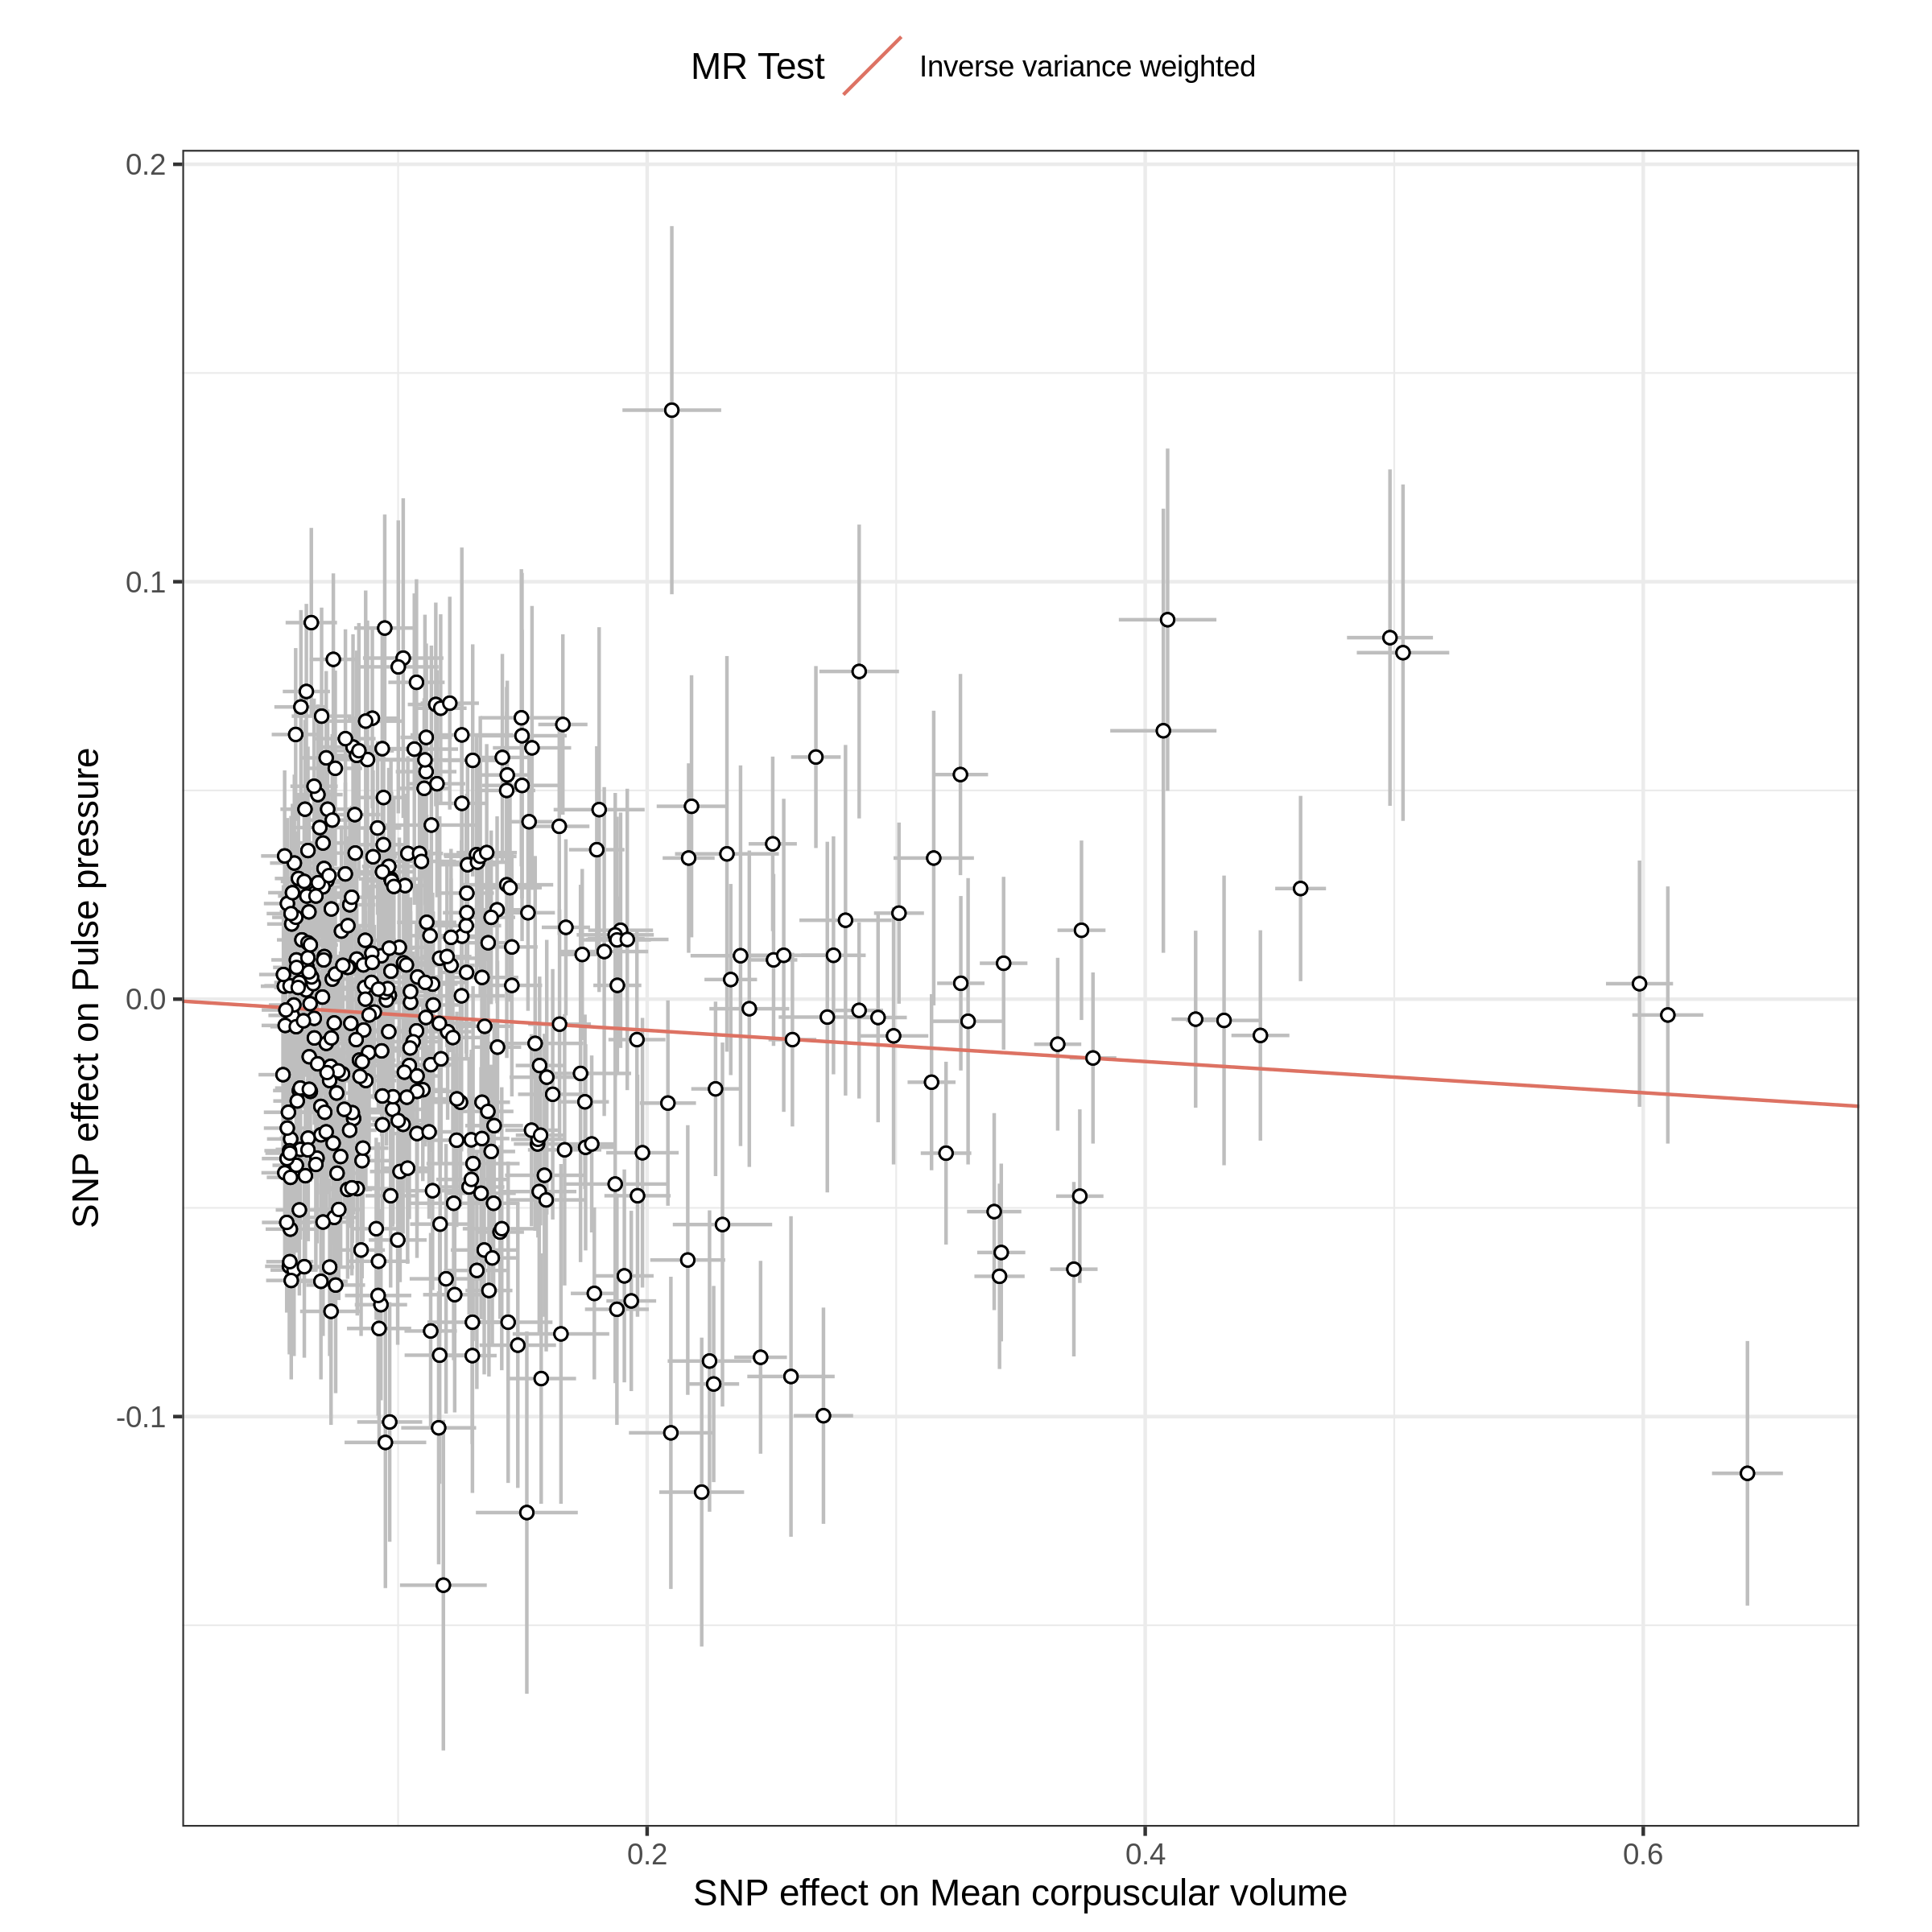 MR Test Inverse variance weighted
0.2
0.1
0.0
-0.1
SNP effect on Pulse pressure
0.2 0.4 0.6
SNP effect on Mean corpuscular volume